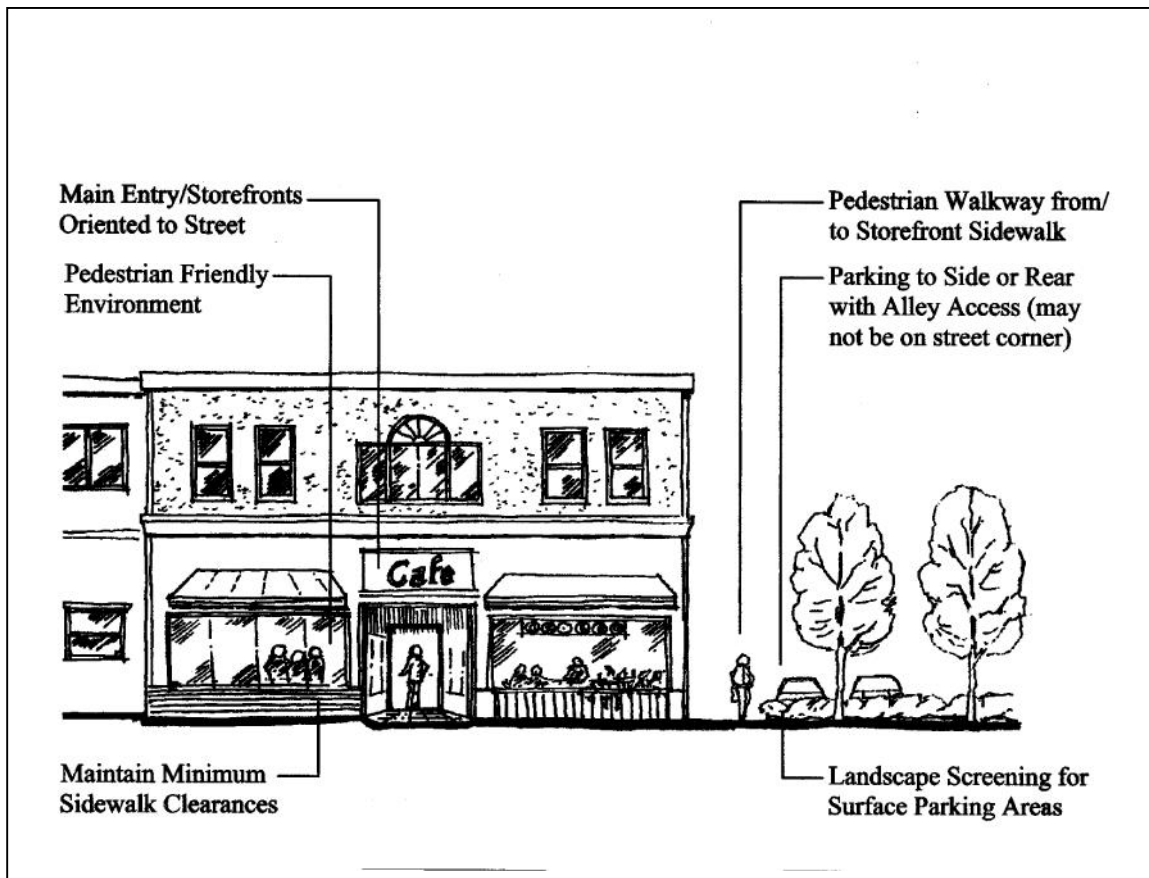 Main Entry/Storefronts
Oriented to Street
Pedestrian Friendly
Environment
Pedestrian Walkway from/
to Storefront Sidewalk
Parking to Side or Rear
with Alley Access (may
not be on street corner)
Cafe
Maintain Minimum
Sidewalk Clearances
Landscape Screening for
Surface Parking Areas